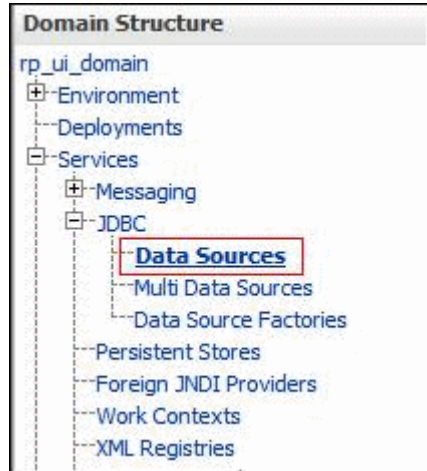 Domain Structure
rp_ui_domain
Environment
Deployments
Services
Messaging
JDBC
Data Sources
Multi Data Sources
Data Source Factories
Persistent Stores
Foreign JNDI Providers
Work Contexts
XML Registries